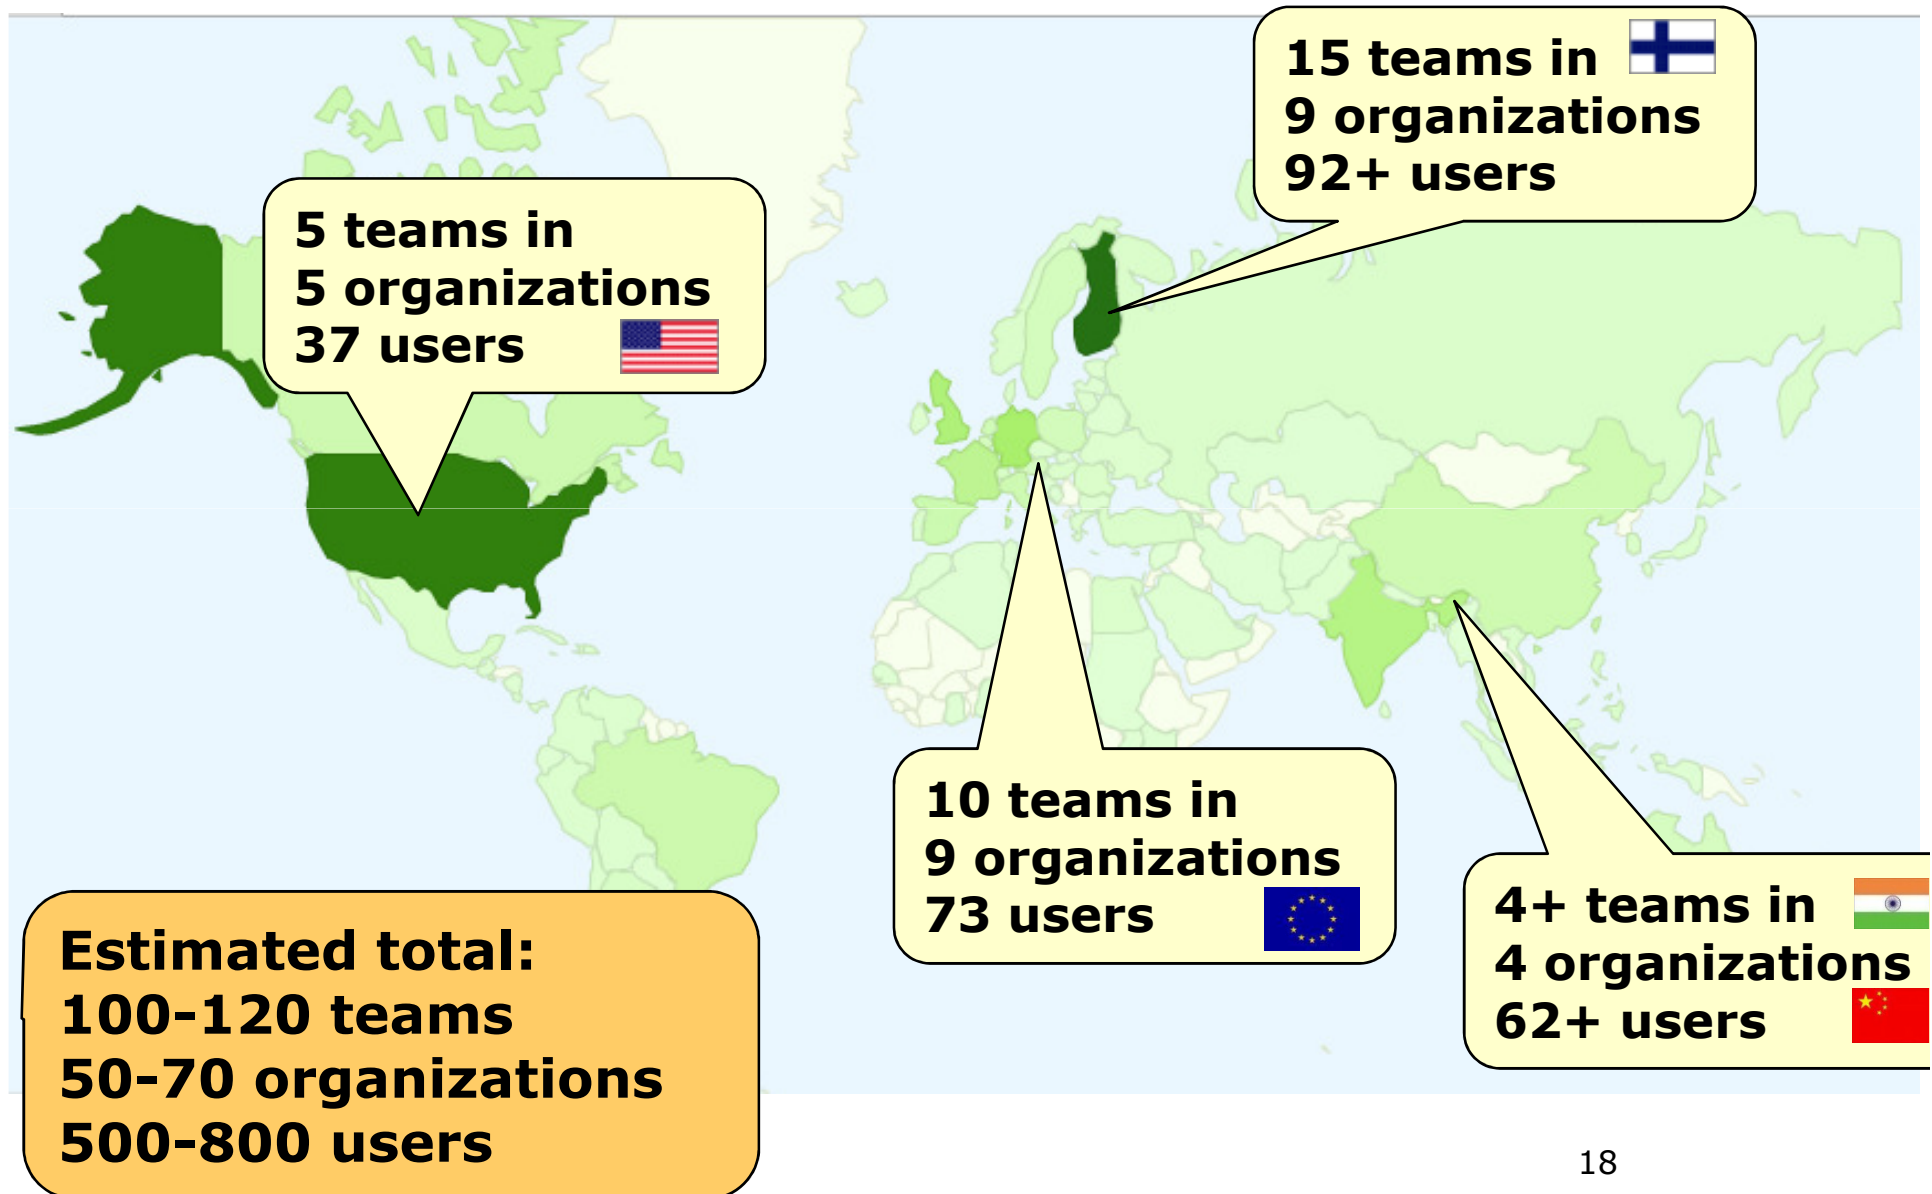 15 teams in
9 organizations
92+ users
5 teams in
5 organizations
37 users
10 teams in
9 organizations
73 users
4+ teams in
4 organizations
62+ users
Estimated total:
100-120 teams
50-70 organizations
500-800 users
18